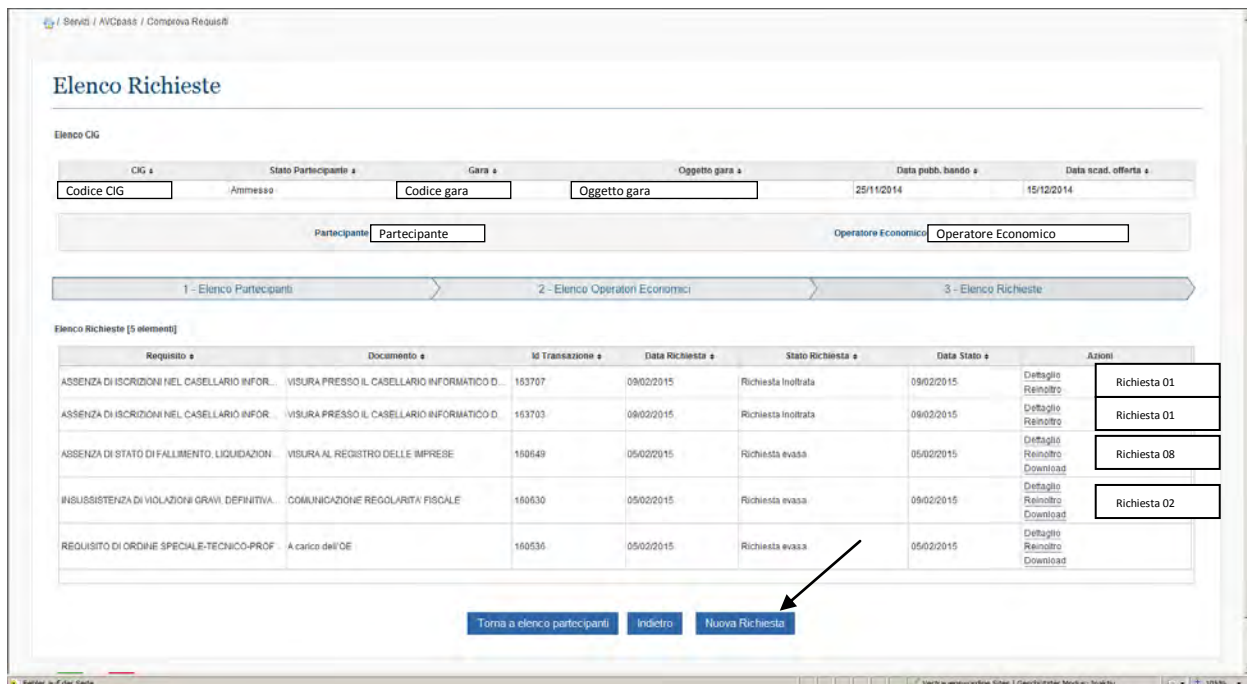 / Servizi / AVCpass / Comprova Requisiti
Elenco Richieste
Elenco CIG
CIG Stato Partecipante Gara Oggetto gara Data pubb. bando Data scad. offerta
Codice CIG Ammesso Codice gara Oggetto gara 25/11/2014 15/12/2014
Partecipante Partecipante Operatore Economico Operatore Economico
1 - Elenco Partecipanti 2 - Elenco Operatori Economici 3 - Elenco Richieste
Elenco Richieste [5 elementi]
Requisito Documento Id Transazione Data Richiesta Stato Richiesta Data Stato Azioni
ASSENZA DI ISCRIZIONI NEL CASELLARIO INFOR... VISURA PRESSO IL CASELLARIO INFORMATICO D... 163707 09/02/2015 Richiesta Inoltrata 09/02/2015 Dettaglio
Reinoltro
Richiesta 01
ASSENZA DI ISCRIZIONI NEL CASELLARIO INFOR... VISURA PRESSO IL CASELLARIO INFORMATICO D... 163703 09/02/2015 Richiesta Inoltrata 09/02/2015 Dettaglio
Reinoltro
Richiesta 01
ASSENZA DI STATO DI FALLIMENTO, LIQUIDAZION... VISURA AL REGISTRO DELLE IMPRESE 160649 05/02/2015 Richiesta evasa 05/02/2015 Dettaglio
Reinoltro
Download
Richiesta 08
INSUSSISTENZA DI VIOLAZIONI GRAVI, DEFINITIVA... COMUNICAZIONE REGOLARITA' FISCALE 160630 05/02/2015 Richiesta evasa 09/02/2015 Dettaglio
Reinoltro
Download
Richiesta 02
REQUISITO DI ORDINE SPECIALE-TECNICO-PROF... A carico dell'OE 160536 05/02/2015 Richiesta evasa 05/02/2015 Dettaglio
Reinoltro
Download
Torna a elenco partecipanti Indietro Nuova Richiesta
Fehler auf der Seite 105%